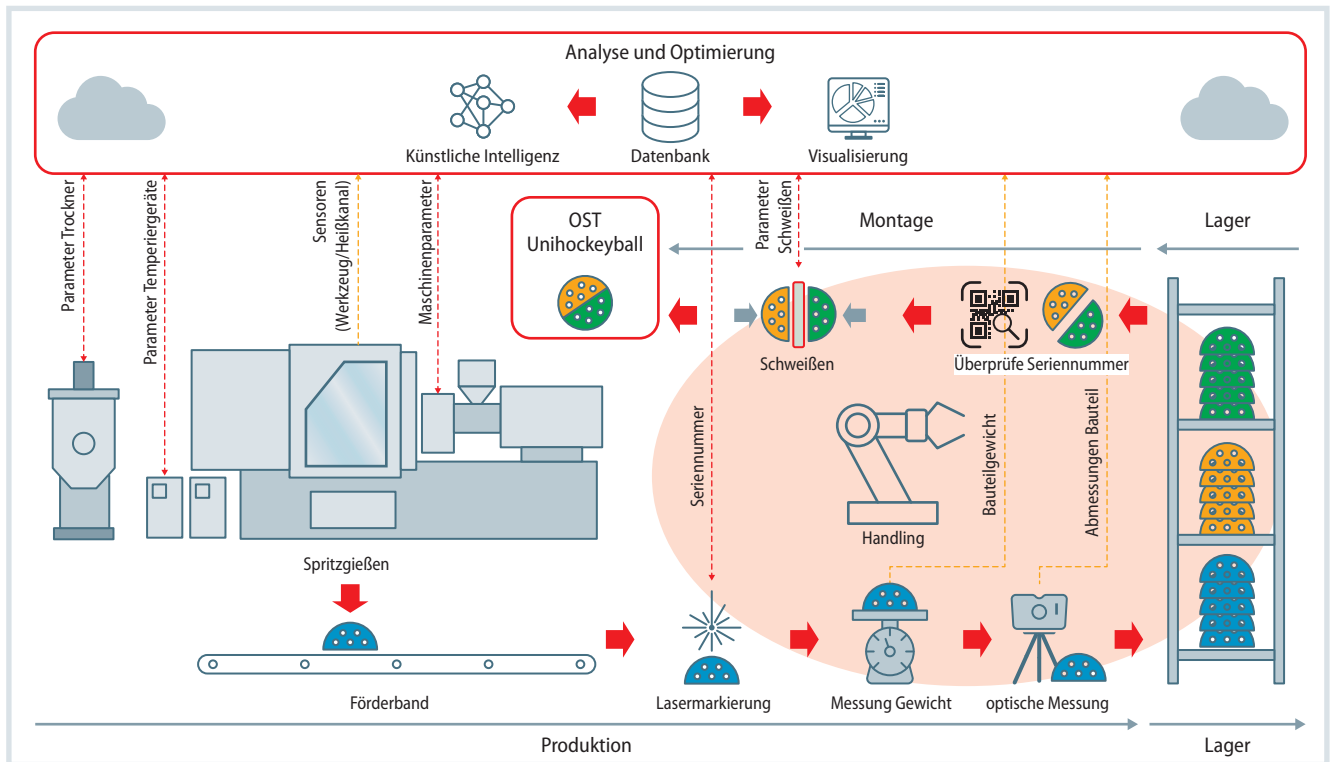 Analyse und Optimierung
Künstliche Intelligenz
Datenbank
Visualisierung
Parameter Trockner
Parameter Temperiergeräte
Sensoren
(Werkzeug/Heißkanal)
Maschinenparameter
OST
Unihockeyball
Parameter
Schweißen
Montage
Lager
Schweißen
Überprüfe Seriennummer
Seriennummer
Handling
Bauteilgewicht
Abmessungen Bauteil
Spritzgießen
Förderband
Lasermarkierung
Messung Gewicht
optische Messung
Produktion
Lager